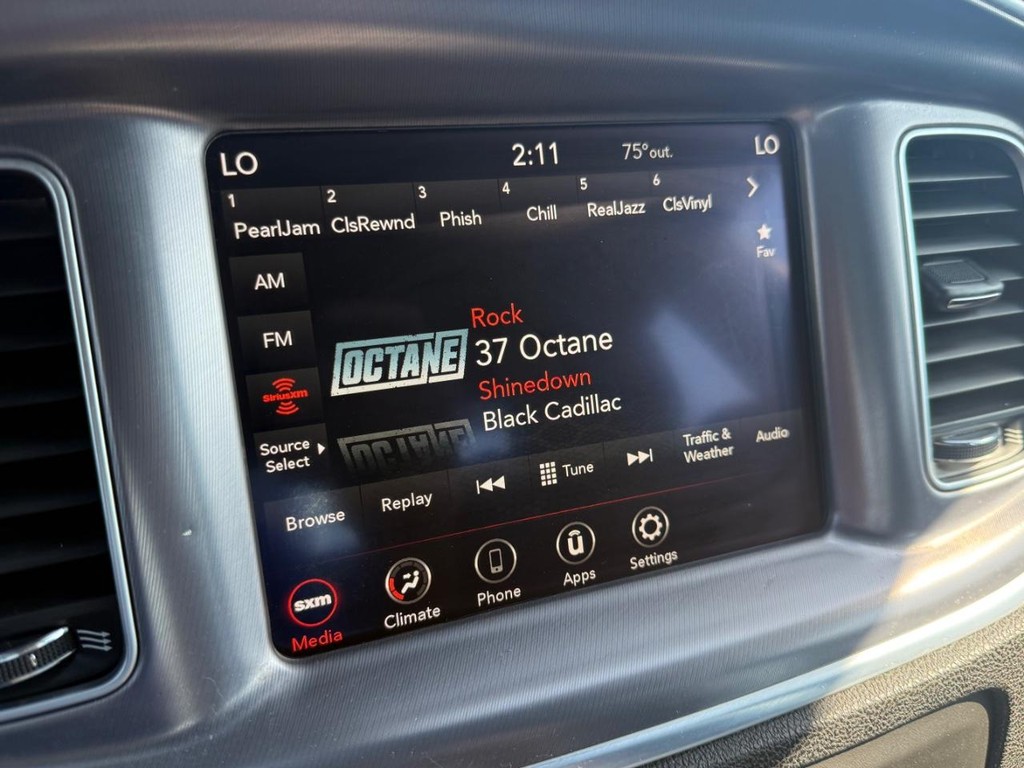 LO 2:11 75° out. LO
1 2 3 4 5 6
PearlJam ClsRewnd Phish Chill RealJazz ClsVinyl
Fav
AM
FM
SiriusXM
Source
Select
Rock
OCTANE 37 Octane
Shinedown
Black Cadillac
OCTANE
Browse Replay Tune Traffic &
Weather Audio
sxm
Media
Climate
Phone
u
Apps
Settings